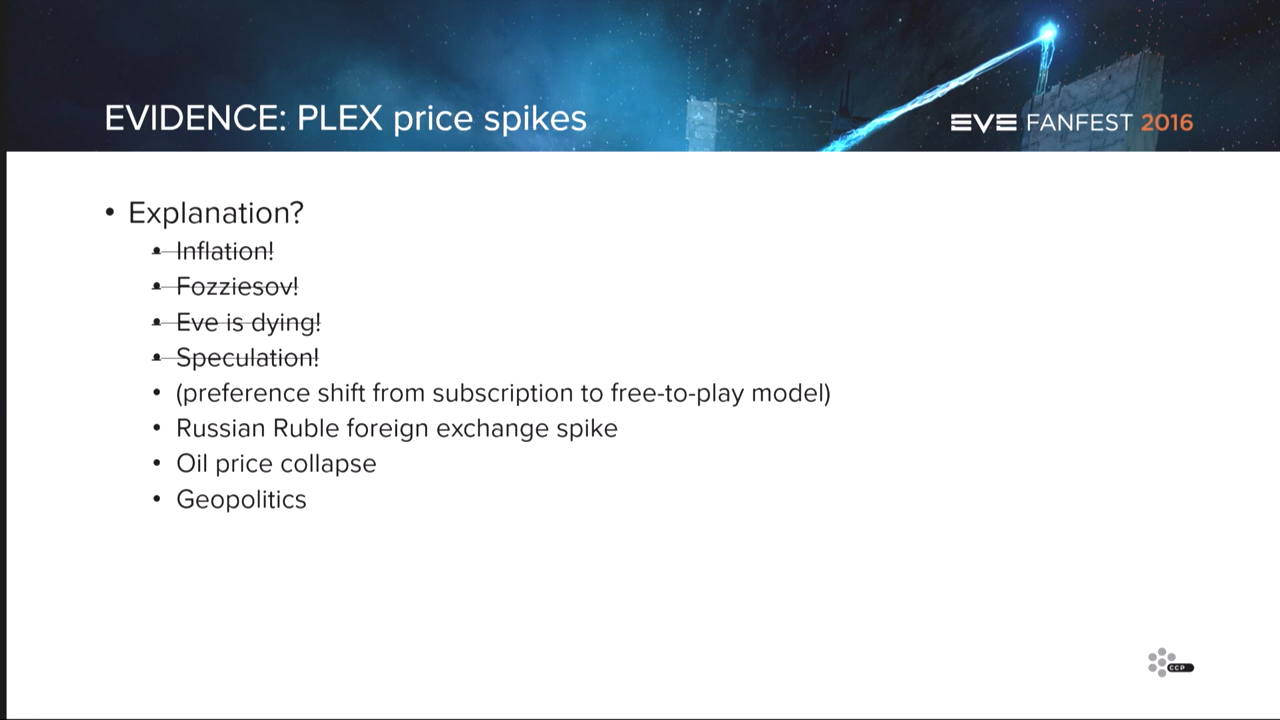 EVIDENCE: PLEX price spikes
EVE FANFEST 2016
• Explanation?
• Inflation!
• Fozziesov!
• Eve is dying!
• Speculation!
• (preference shift from subscription to free-to-play model)
• Russian Ruble foreign exchange spike
• Oil price collapse
• Geopolitics
CCP